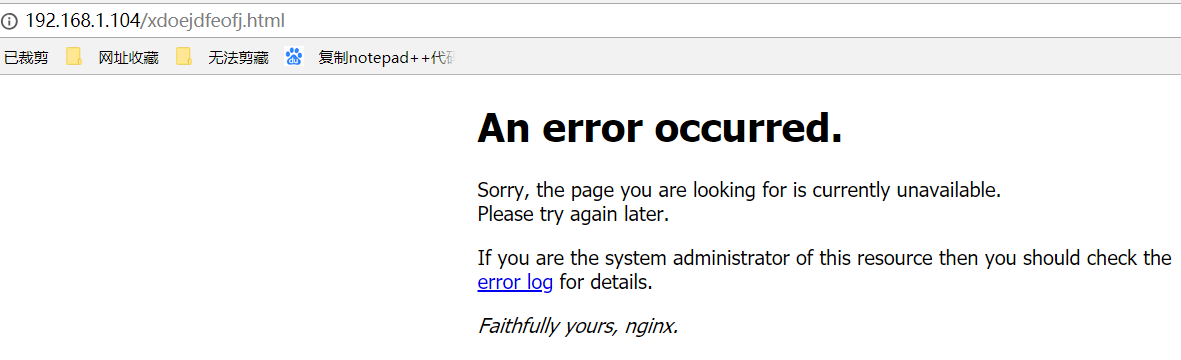 192.168.1.104/xdoejdfeofj.html
已裁剪 网址收藏 无法剪藏 du 复制notepad++代
An error occurred.
Sorry, the page you are looking for is currently unavailable.
Please try again later.
If you are the system administrator of this resource then you should check the
error log for details.
Faithfully yours, nginx.